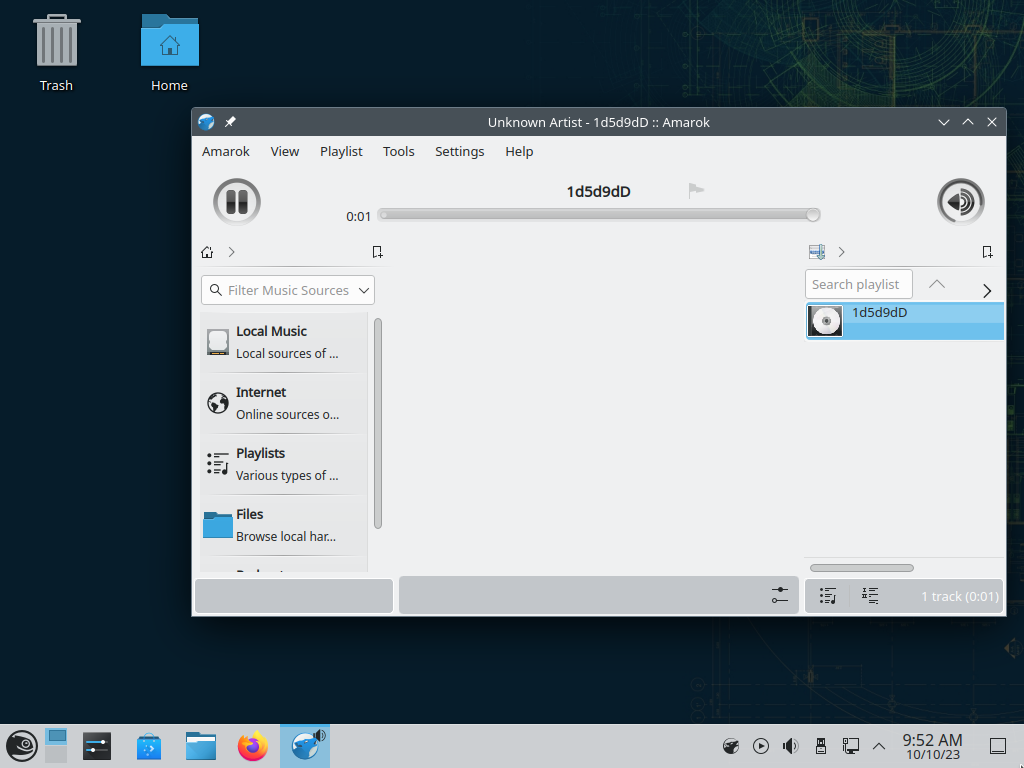 Trash
Home
Unknown Artist - 1d5d9dD :: Amarok
Amarok View Playlist Tools Settings Help
1d5d9dD
0:01
Filter Music Sources
Search playlist
1d5d9dD
Local Music
Local sources of ...
Internet
Online sources o...
Playlists
Various types of ...
Files
Browse local har...
1 track (0:01)
9:52 AM
10/10/23